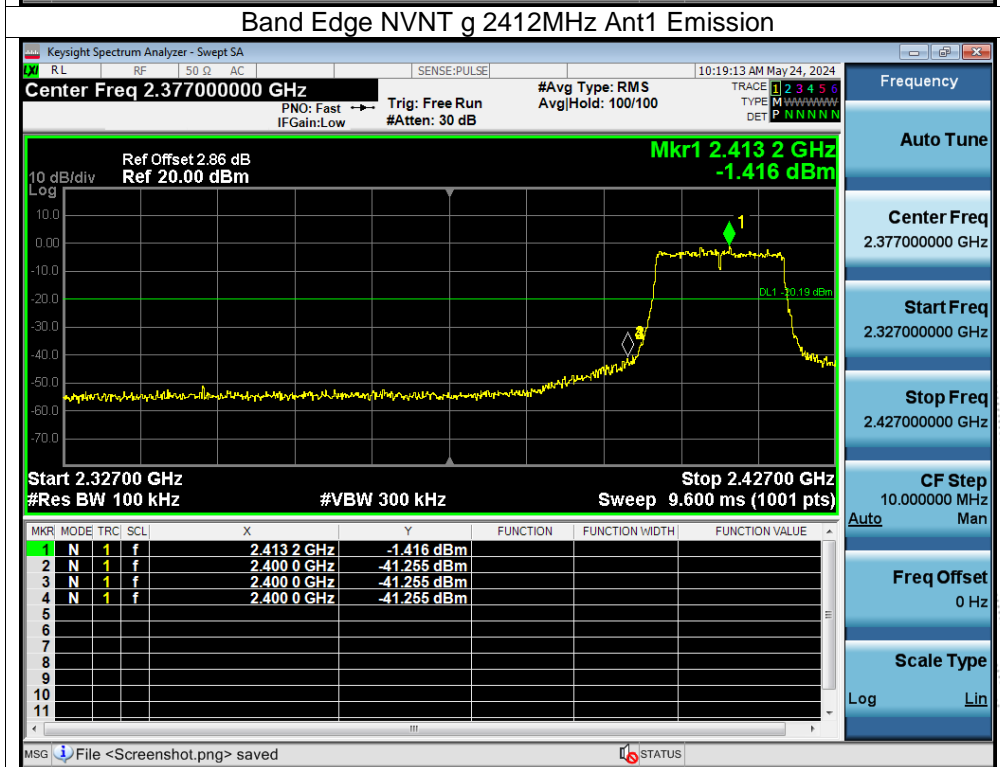 Band Edge NVNT g 2412MHz Ant1 Emission
Keysight Spectrum Analyzer - Swept SA
LXI RL RF 50 Ω AC SENSE:PULSE 10:19:13 AM May 24, 2024
Center Freq 2.377000000 GHz #Avg Type: RMS TRACE 1 2 3 4 5 6
PNO: Fast Trig: Free Run Avg|Hold: 100/100 TYPE M WWWWW
IFGain:Low #Atten: 30 dB DET P N N N N N
Frequency
Auto Tune
Center Freq
2.377000000 GHz
Start Freq
2.327000000 GHz
Stop Freq
2.427000000 GHz
CF Step
10.000000 MHz
Auto Man
Freq Offset
0 Hz
Scale Type
Log Lin
Mkr1 2.413 2 GHz
Ref Offset 2.86 dB
10 dB/div Ref 20.00 dBm -1.416 dBm
Log
10.0
1
0.00
-10.0
DL1 -20.19 dBm
-20.0
-30.0
-40.0
-50.0
-60.0
-70.0
Start 2.32700 GHz Stop 2.42700 GHz
#Res BW 100 kHz #VBW 300 kHz Sweep 9.600 ms (1001 pts)
MKR MODE TRC SCL X Y FUNCTION FUNCTION WIDTH FUNCTION VALUE
1 N 1 f 2.413 2 GHz -1.416 dBm
2 N 1 f 2.400 0 GHz -41.255 dBm
3 N 1 f 2.400 0 GHz -41.255 dBm
4 N 1 f 2.400 0 GHz -41.255 dBm
5
6
7
8
9
10
11
MSG File <Screenshot.png> saved STATUS